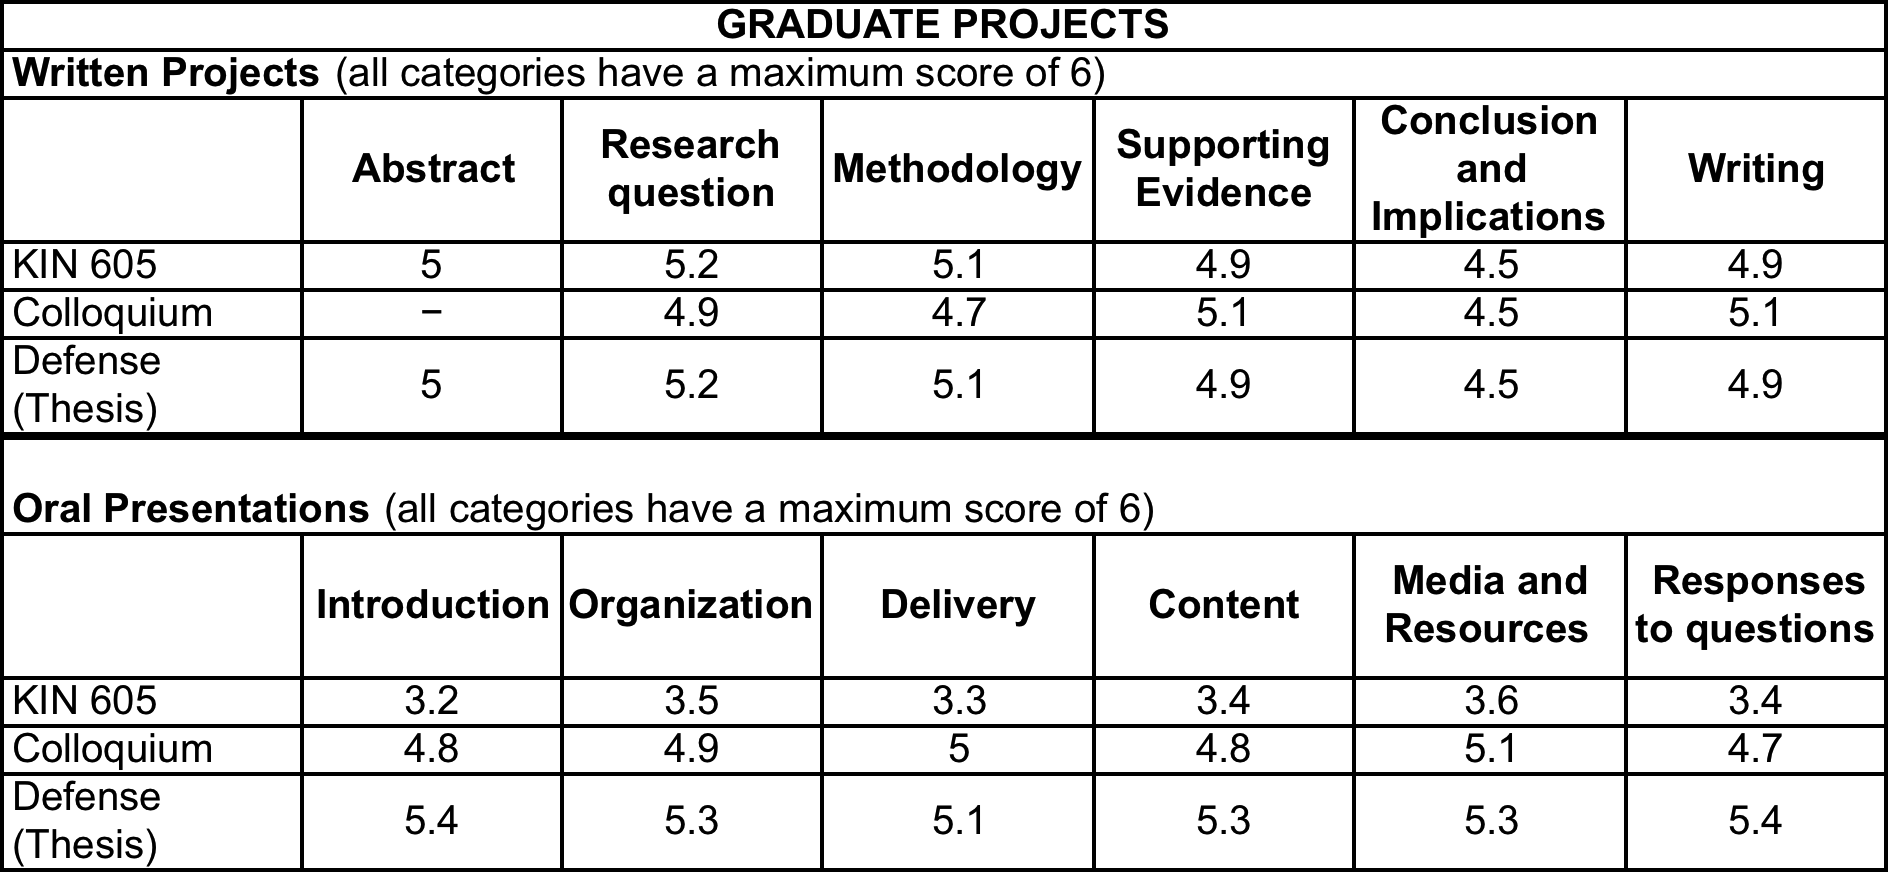 GRADUATE PROJECTS
Written Projects (all categories have a maximum score of 6)
Abstract
Research
question
Methodology
Supporting
Evidence
Conclusion
and
Implications
Writing
KIN 605 5 5.2 5.1 4.9 4.5 4.9
Colloquium – 4.9 4.7 5.1 4.5 5.1
Defense
(Thesis)
5 5.2 5.1 4.9 4.5 4.9
Oral Presentations (all categories have a maximum score of 6)
Introduction
Organization
Delivery
Content
Media and
Resources
Responses
to questions
KIN 605 3.2 3.5 3.3 3.4 3.6 3.4
Colloquium 4.8 4.9 5 4.8 5.1 4.7
Defense
(Thesis)
5.4 5.3 5.1 5.3 5.3 5.4